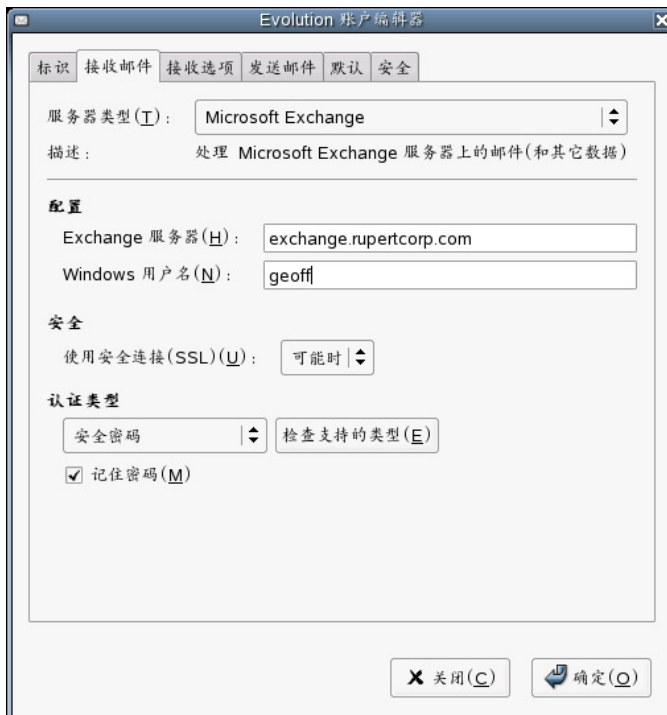 Evolution 账户编辑器
标识 接收邮件 接收选项 发送邮件 默认 安全
服务器类型(T): Microsoft Exchange
描述: 处理 Microsoft Exchange 服务器上的邮件(和其它数据)
配置
Exchange 服务器(H): exchange.rupertcorp.com
Windows 用户名(N): geoff
安全
使用安全连接(SSL)(U): 可能时
认证类型
安全密码 检查支持的类型(E)
记住密码(M)
关闭(C) 确定(O)